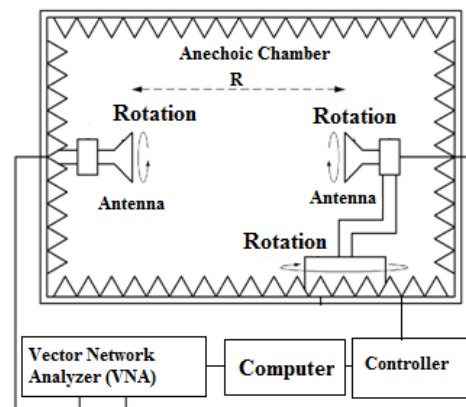 Anechoic Chamber
R
Rotation
Rotation
Antenna
Antenna
Rotation
Vector Network
Analyzer (VNA)
Computer
Controller